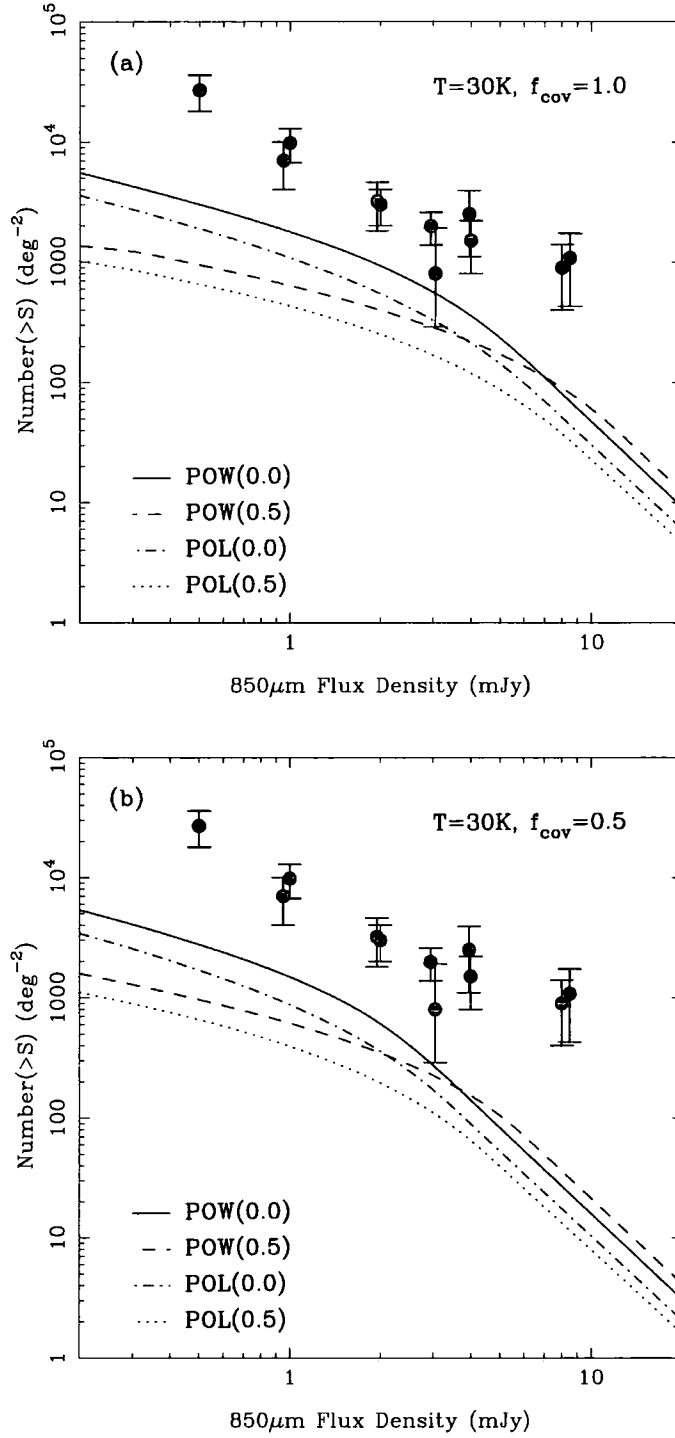 (a)
T=30K, f_cov=1.0
10^5
10^4
1000
100
10
1
Number(>S) (deg^-2)
POW(0.0)
POW(0.5)
POL(0.0)
POL(0.5)
1
10
850μm Flux Density (mJy)
(b)
T=30K, f_cov=0.5
10^5
10^4
1000
100
10
1
Number(>S) (deg^-2)
POW(0.0)
POW(0.5)
POL(0.0)
POL(0.5)
1
10
850μm Flux Density (mJy)